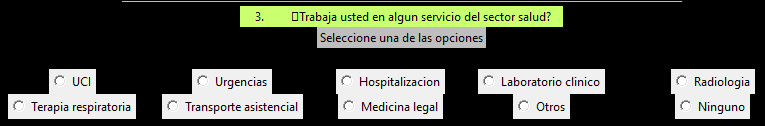 3. ▯Trabaja usted en algun servicio del sector salud?
Seleccione una de las opciones
UCI Urgencias Hospitalizacion Laboratorio clinico Radiologia
Terapia respiratoria Transporte asistencial Medicina legal Otros Ninguno